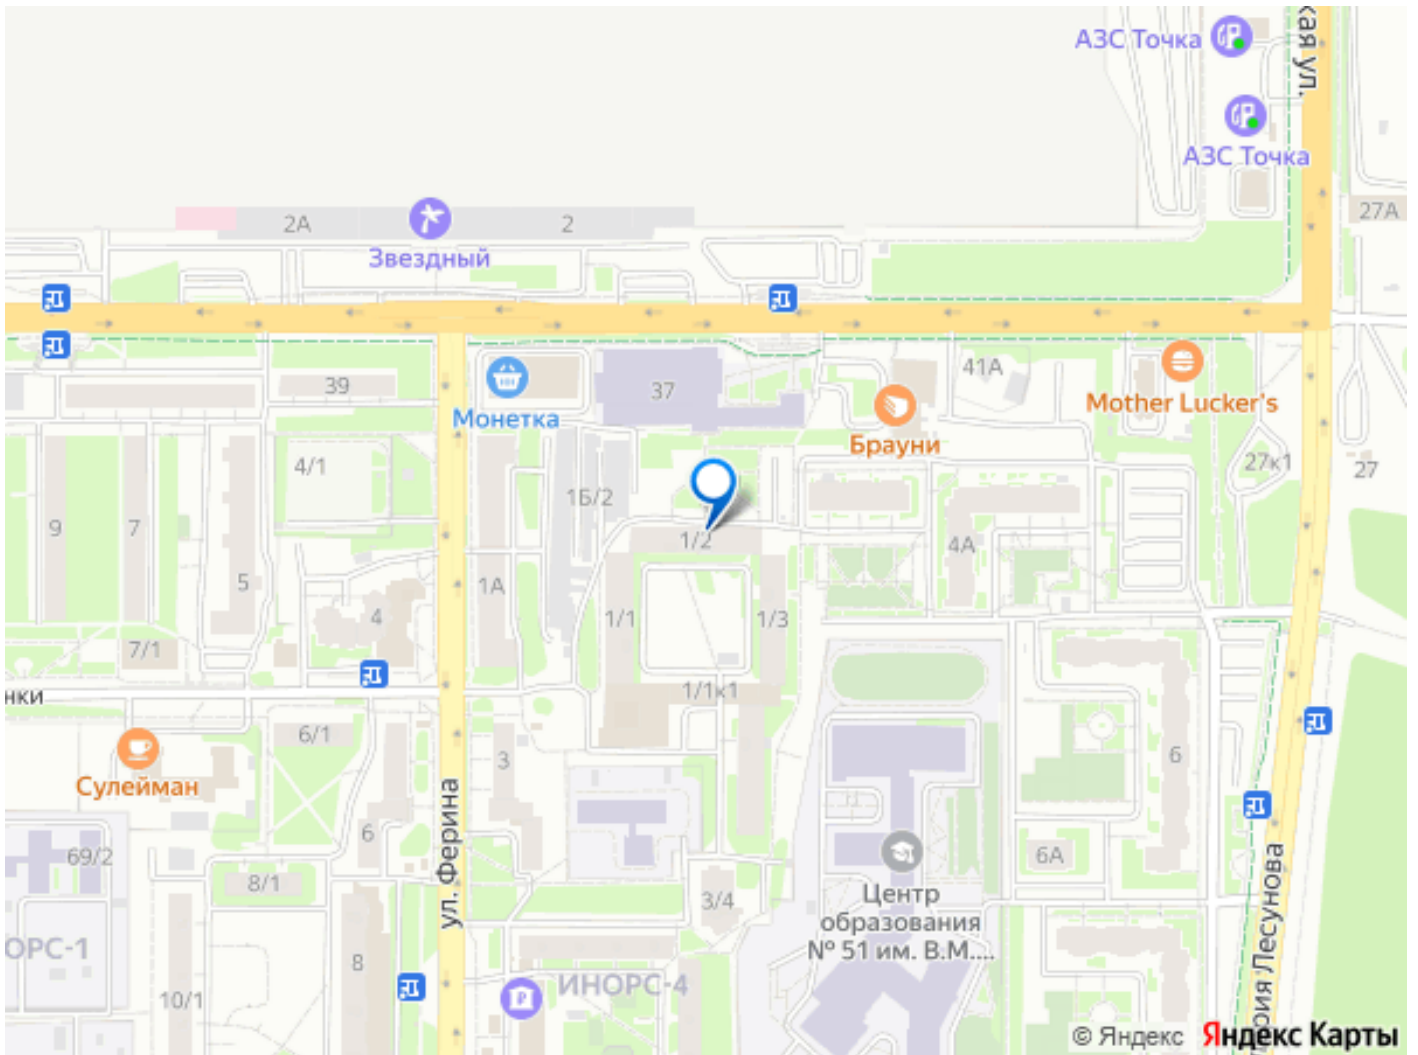 кая ул.
АЗС Точка
АЗС Точка
27А
2А
2
Звездный
39
Монетка
37
41А
Mother Lucker's
Брауни
4/1
27к1
27
1Б/2
9
7
1/2
4А
5
1А
4
1/1
1/3
7/1
нки
1/1к1
6/1
3
6
Сулейман
ул. Ферина
6
69/2
8/1
6А
3/4
Центр
образования
№ 51 им. В.М....
ОРС-1
8
ИНОРС-4
10/1
рия Лесунова
© Яндекс Яндекс Карты